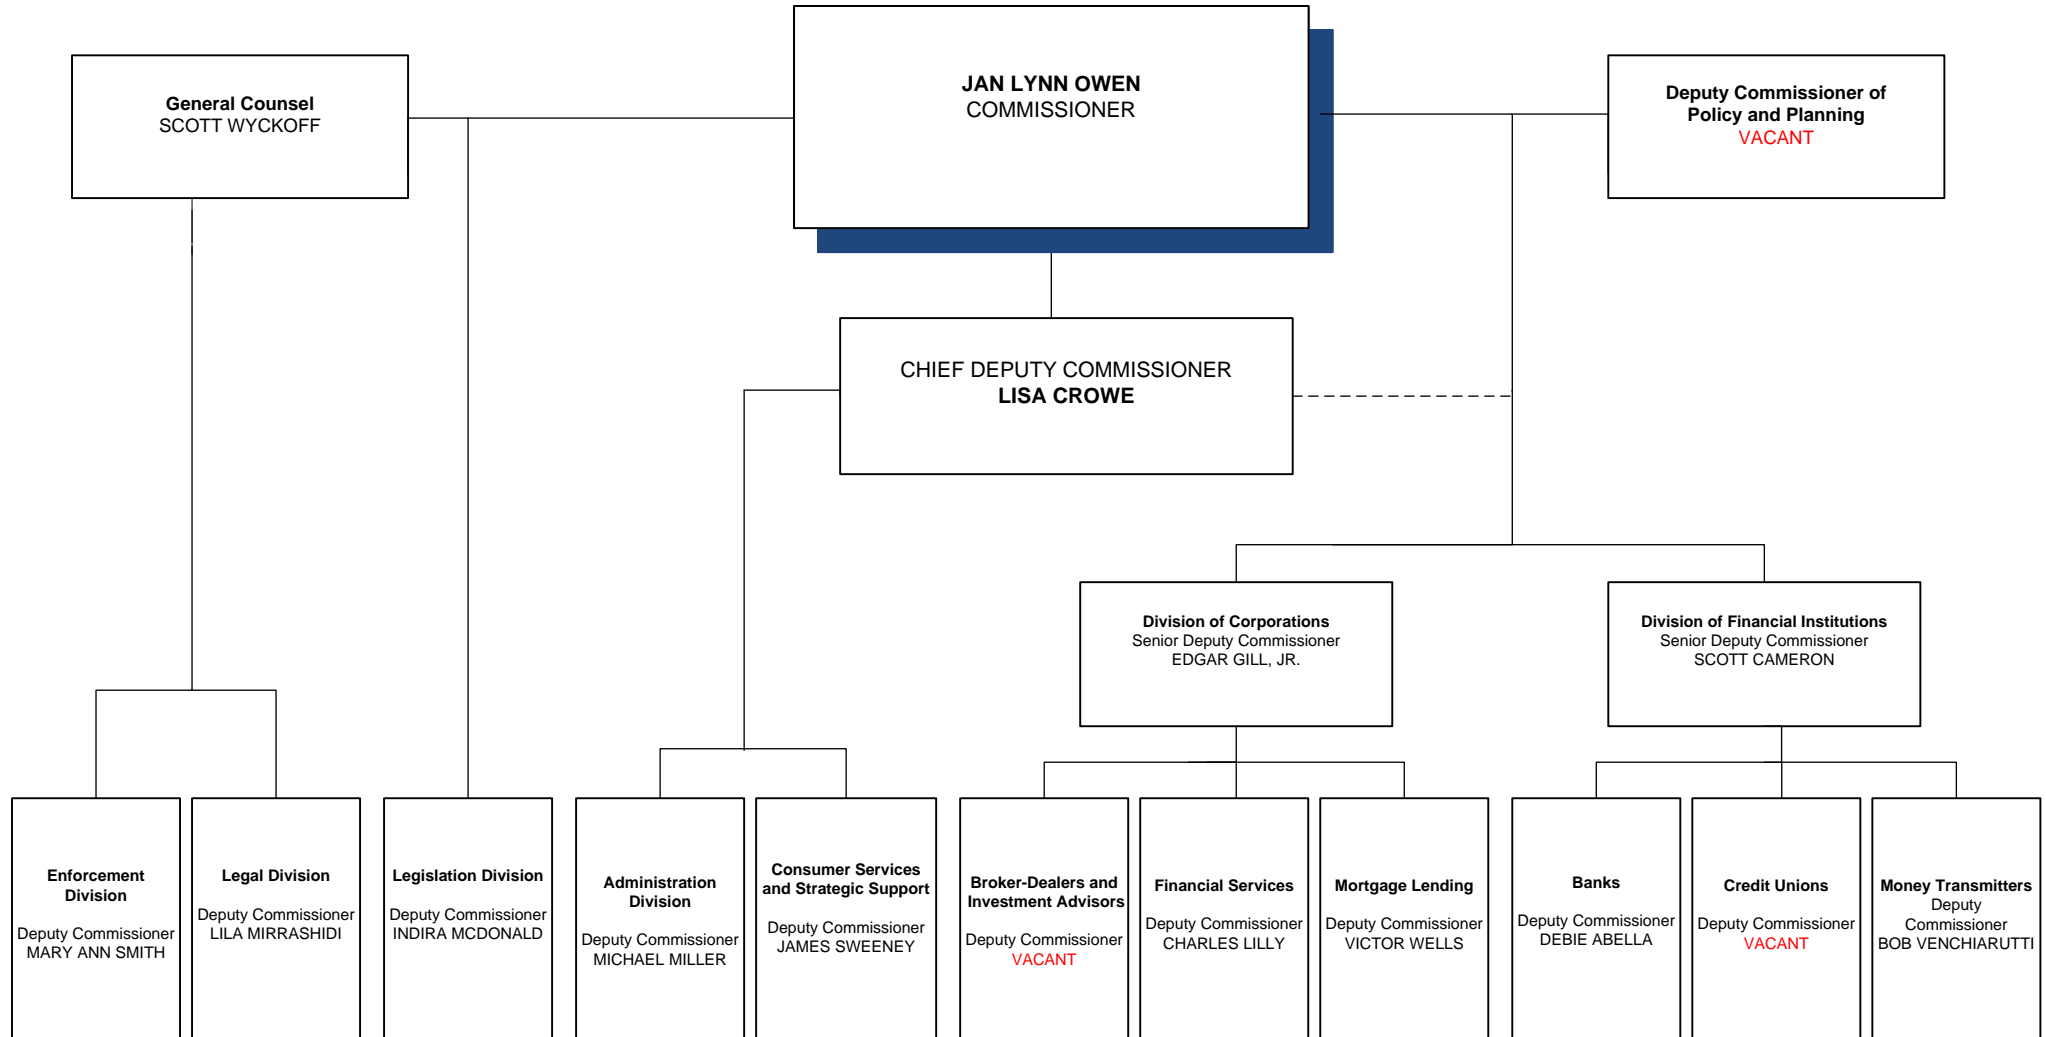 General Counsel
SCOTT WYCKOFF
JAN LYNN OWEN
COMMISSIONER
Deputy Commissioner of
Policy and Planning
VACANT
CHIEF DEPUTY COMMISSIONER
LISA CROWE
Division of Corporations
Senior Deputy Commissioner
EDGAR GILL, JR.
Division of Financial Institutions
Senior Deputy Commissioner
SCOTT CAMERON
Enforcement
Division
Deputy Commissioner
MARY ANN SMITH
Legal Division
Deputy Commissioner
LILA MIRRASHIDI
Legislation Division
Deputy Commissioner
INDIRA MCDONALD
Administration
Division
Deputy Commissioner
MICHAEL MILLER
Consumer Services
and Strategic Support
Deputy Commissioner
JAMES SWEENEY
Broker-Dealers and
Investment Advisors
Deputy Commissioner
VACANT
Financial Services
Deputy Commissioner
CHARLES LILLY
Mortgage Lending
Deputy Commissioner
VICTOR WELLS
Banks
Deputy Commissioner
DEBIE ABELLA
Credit Unions
Deputy Commissioner
VACANT
Money Transmitters
Deputy
Commissioner
BOB VENCHIARUTTI